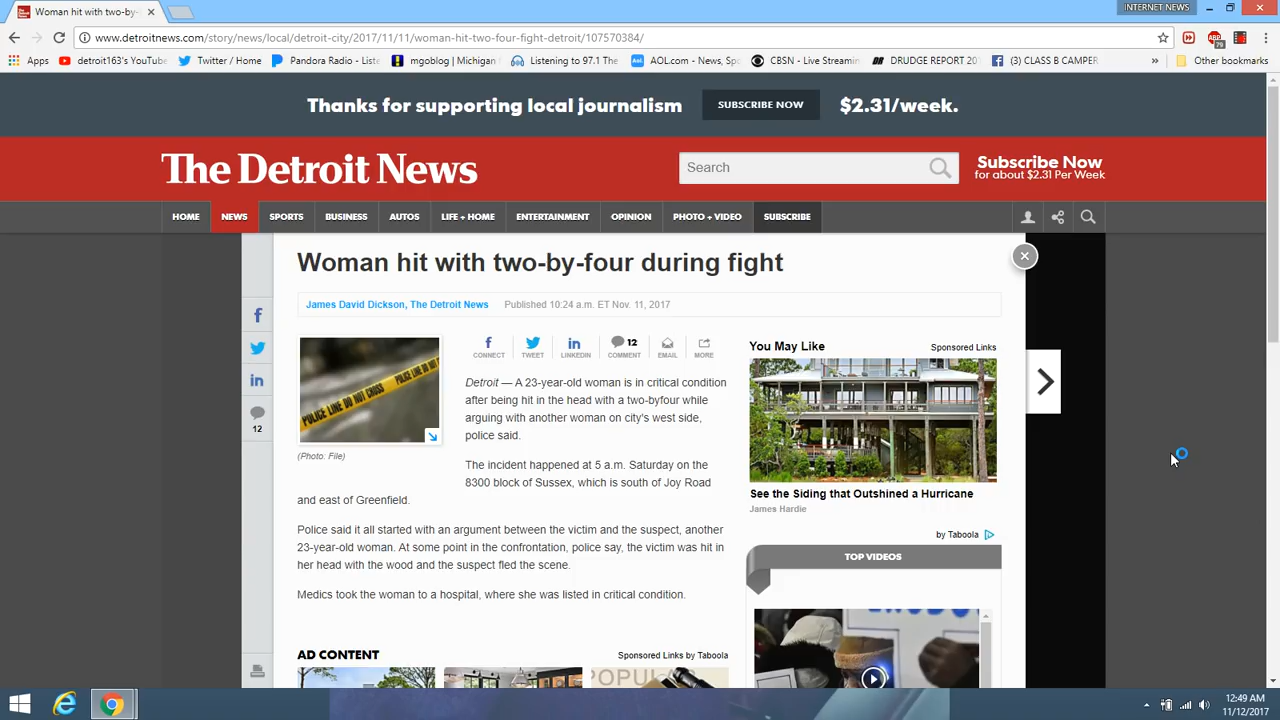 Woman hit with two-by-
INTERNET NEWS
www.detroitnews.com/story/news/local/detroit-city/2017/11/11/woman-hit-two-four-fight-detroit/107570384/
Apps detroit163's YouTube Twitter / Home Pandora Radio - Liste mgoblog | Michigan Listening to 97.1 The AOL.com - News, Sp CBSN - Live Streamin DRUDGE REPORT 20 (3) CLASS B CAMPER » Other bookmarks
Thanks for supporting local journalism SUBSCRIBE NOW $2.31/week.
The Detroit News
Search
Subscribe Now
for about $2.31 Per Week
HOME NEWS SPORTS BUSINESS AUTOS LIFE + HOME ENTERTAINMENT OPINION PHOTO + VIDEO SUBSCRIBE
Woman hit with two-by-four during fight
James David Dickson, The Detroit News Published 10:24 a.m. ET Nov. 11, 2017
12
POLICE LINE DO NOT CROSS POLICE LINE
(Photo: File)
CONNECT TWEET LINKEDIN 12 COMMENT EMAIL MORE
Detroit — A 23-year-old woman is in critical condition
after being hit in the head with a two-byfour while
arguing with another woman on city's west side,
police said.
The incident happened at 5 a.m. Saturday on the
8300 block of Sussex, which is south of Joy Road
and east of Greenfield.
Police said it all started with an argument between the victim and the suspect, another
23-year-old woman. At some point in the confrontation, police say, the victim was hit in
her head with the wood and the suspect fled the scene.
Medics took the woman to a hospital, where she was listed in critical condition.
AD CONTENT Sponsored Links by Taboola
POPUL
You May Like Sponsored Links
See the Siding that Outshined a Hurricane
James Hardie
by Taboola
TOP VIDEOS
12:49 AM
11/12/2017